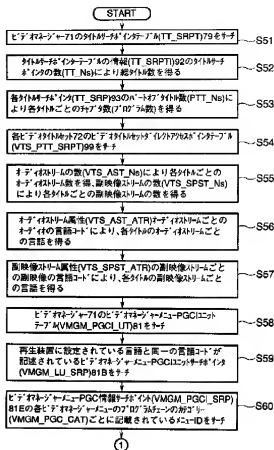 START
ビデオマネージャー71のタイトルサーチポインタテーブル(TT_SRPT)79をサーチ
S51
タイトルサーチポインタテーブルの情報(TT_SRPTI)92のタイトルサーチ
ポインタの数(TT_Ns)により総タイトル数を得る
S52
各タイトルサーチポインタ(TT_SRP)93のパートオブタイトル数(PTT_Ns)に
より各タイトルごとのチャプタ数(プログラム数)を得る
S53
各ビデオタイトルセット72のビデオタイトルセットダイレクトアクセスポインタテーブル
(VTS_PTT_SRPT)99をサーチ
S54
オーディオストリームの数(VTS_AST_Ns)により各タイトルごとの
オーディオストリーム数を得、副映像ストリームの数(VTS_SPST_Ns)
により各タイトルごとの副映像ストリームの数を得る
S55
オーディオストリーム属性(VTS_AST_ATR)オーディオストリームごとの
オーディオの言語コードにより、各タイトルのオーディオストリームごと
の言語を得る
S56
副映像ストリーム属性(VTS_SPST_ATR)の副映像ストリームごと
の副映像の言語コードにより、各タイトルの副映像ストリームごと
の言語を得る
S57
ビデオマネージャー71のビデオマネージャーメニューPGCIユニット
テーブル(VMGM_PGCI_UT)81をサーチ
S58
再生装置に設定されている言語と同一の言語コードが
記述されているビデオマネージャーメニューPGCIユニットサーチポインタ
(VMGM_LU_SRP)81Bをサーチ
S59
ビデオマネージャーメニューPGC情報サーチポイント(VMGM_PGCI_SRP)
81Eの各ビデオマネージャーメニューのプログラムチェーンのカテゴリー
(VMGM_PGC_CAT)ごとに記載されているメニューIDをサーチ
S60
1